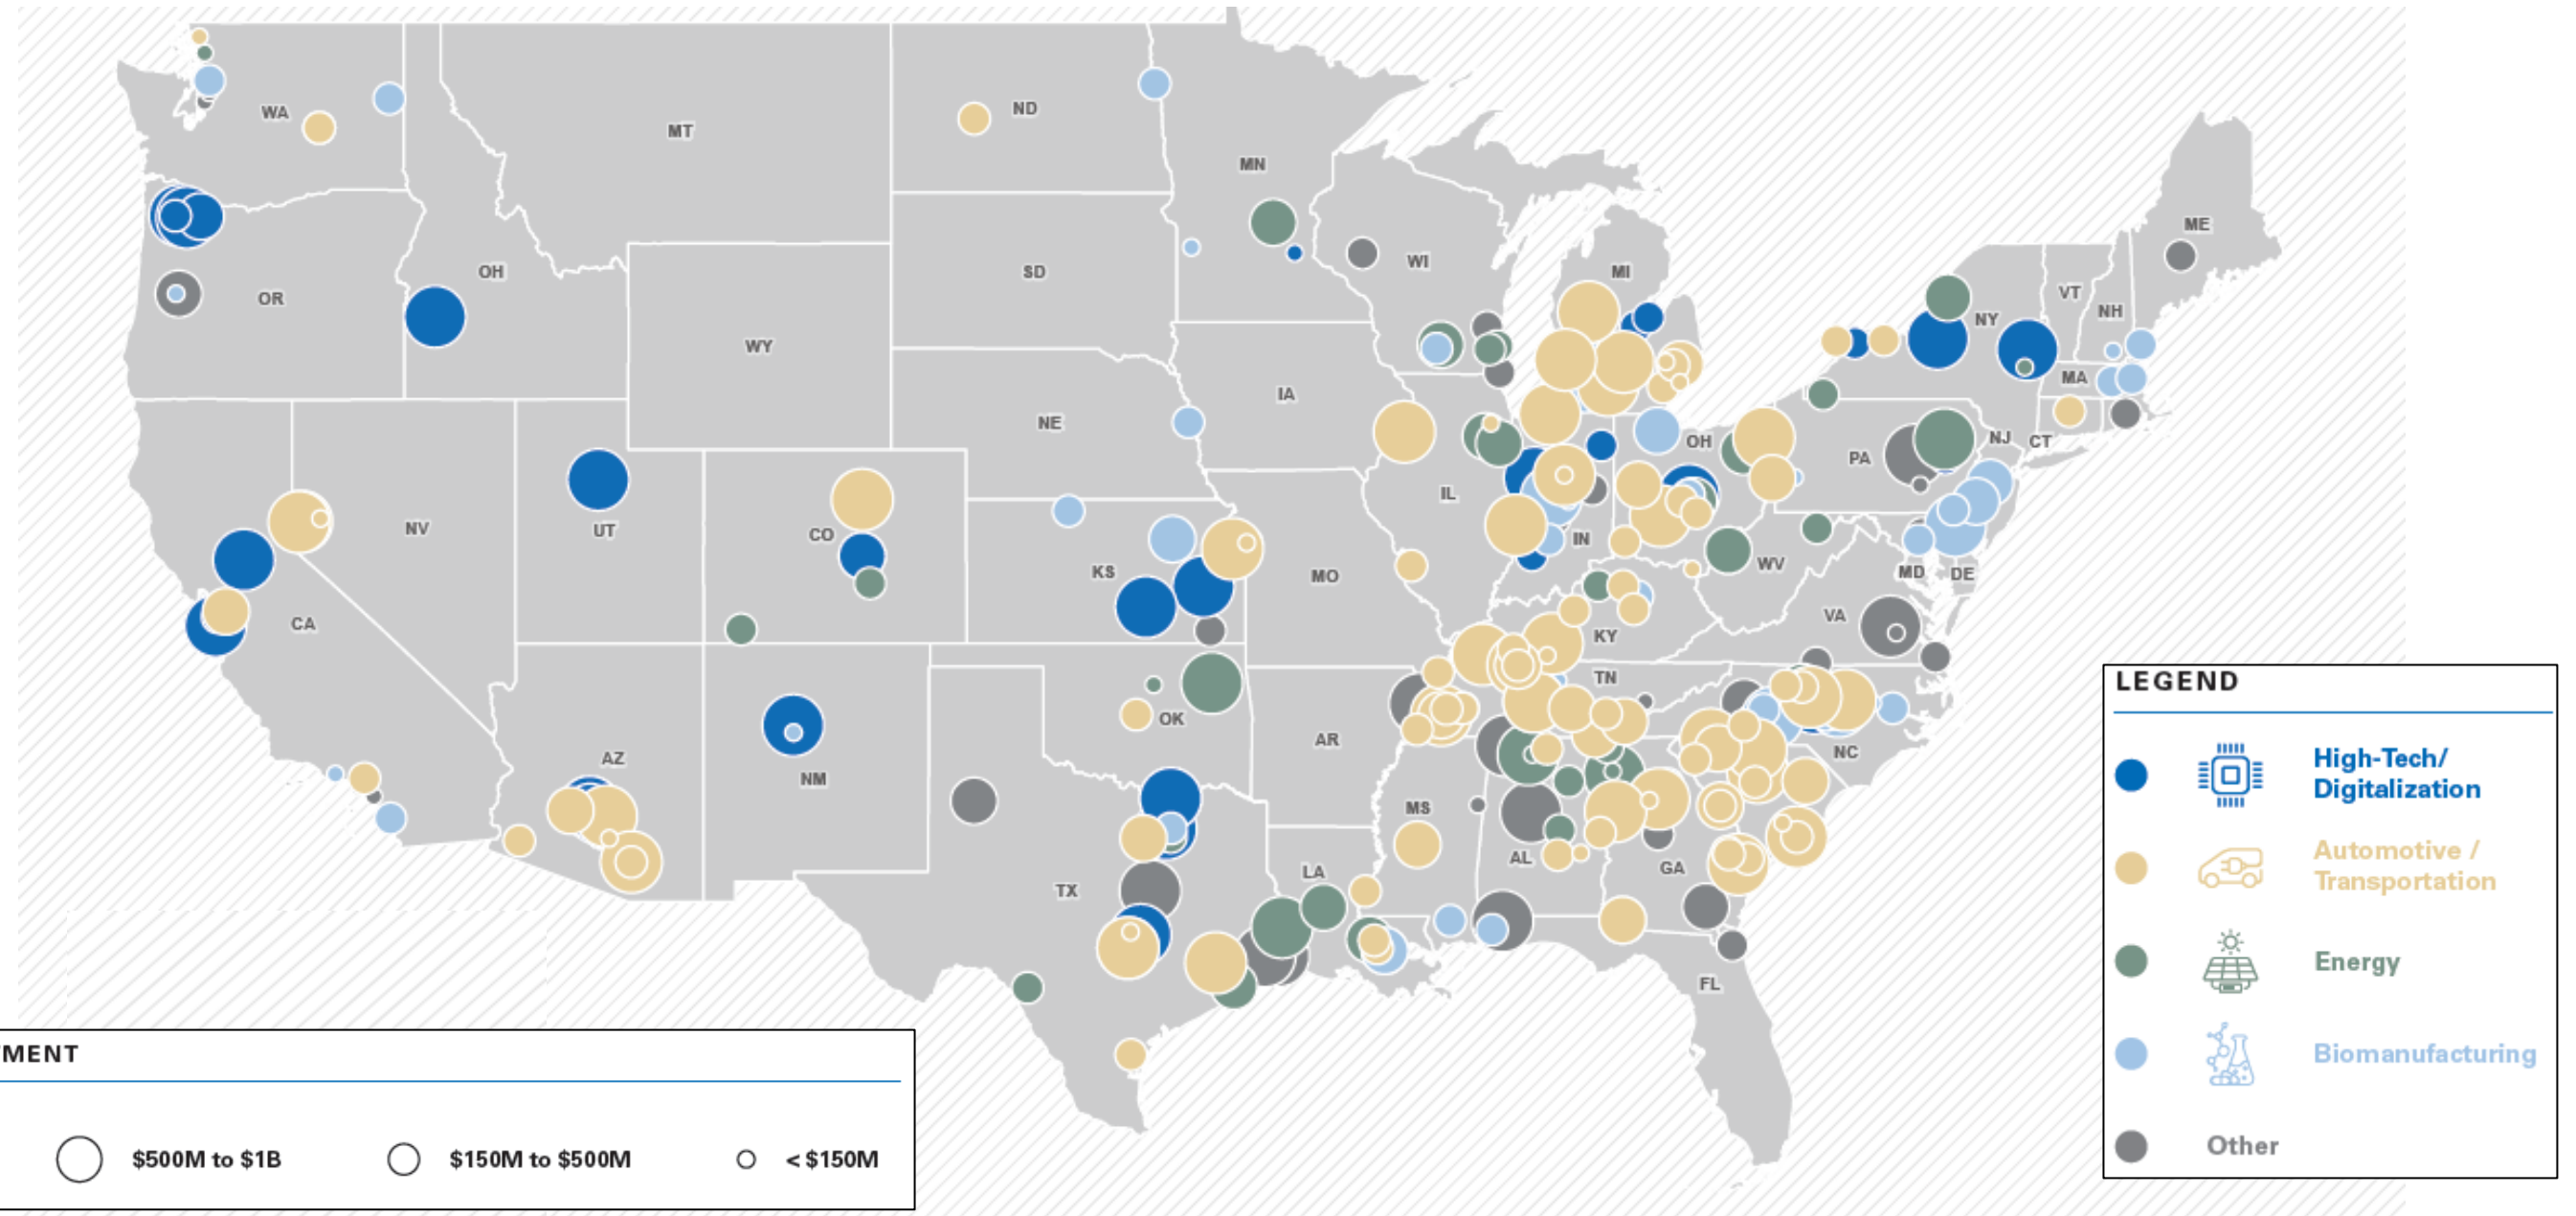 WA
MT
ND
MN
OR
OH
SD
WI
MI
ME
WY
VT
NH
NY
IA
NE
MA
OH
NJ
CT
PA
IL
NV
UT
CO
IN
KS
MO
WV
MD
DE
CA
VA
KY
TN
OK
AR
NC
AZ
NM
MS
AL
GA
TX
LA
FL
LEGEND
High-Tech/
Digitalization
Automotive /
Transportation
Energy
Biomanufacturing
Other
TMENT
$500M to $1B
$150M to $500M
< $150M